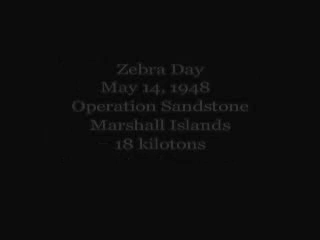 Zebra Day
May 14, 1948
Operation Sandstone
Marshall Islands
18 kilotons